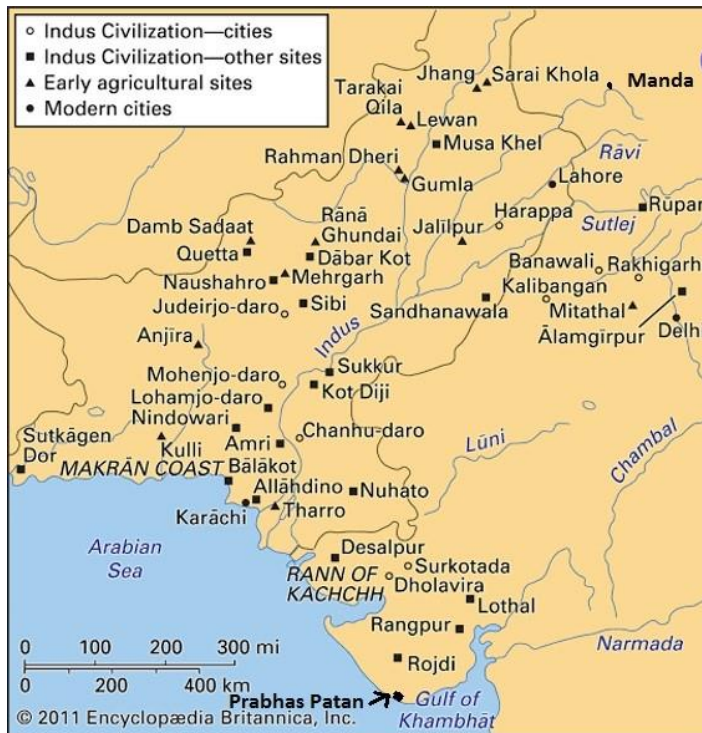 Indus Civilization—cities
Indus Civilization—other sites
Early agricultural sites
Modern cities
Jhang
Sarai Khola
Manda
Tarakai
Qila
Lewan
Musa Khel
Rāvi
Rahman Dheri
Gumla
Lahore
Harappa
Sutlej
Rūpar
Damb Sadaat
Rānā
Ghundai
Jalīlpur
Quetta
Dābar Kot
Banawali
Rakhigarh
Naushahro
Mehrgarh
Kalibangan
Judeirjo-daro
Sibi
Sandhanawala
Mitathal
Ālamgīrpur
Delh
Anjīra
Indus
Sukkur
Mohenjo-daro
Kot Diji
Lohamjo-daro
Nindowari
Chanhu-daro
Lūni
Chambal
Sutkāgen
Dor
Kulli
Amri
MAKRĀN COAST
Bālākot
Allāhdino
Nuhato
Karāchi
Tharro
Arabian
Sea
Desalpur
RANN OF
KACHCHH
Surkotada
Dholavira
Lothal
Rangpur
Narmada
Rojdi
0 100 200 300 mi
0 200 400 km
Prabhas Patan
Gulf of
Khambhāt
© 2011 Encyclopædia Britannica, Inc.